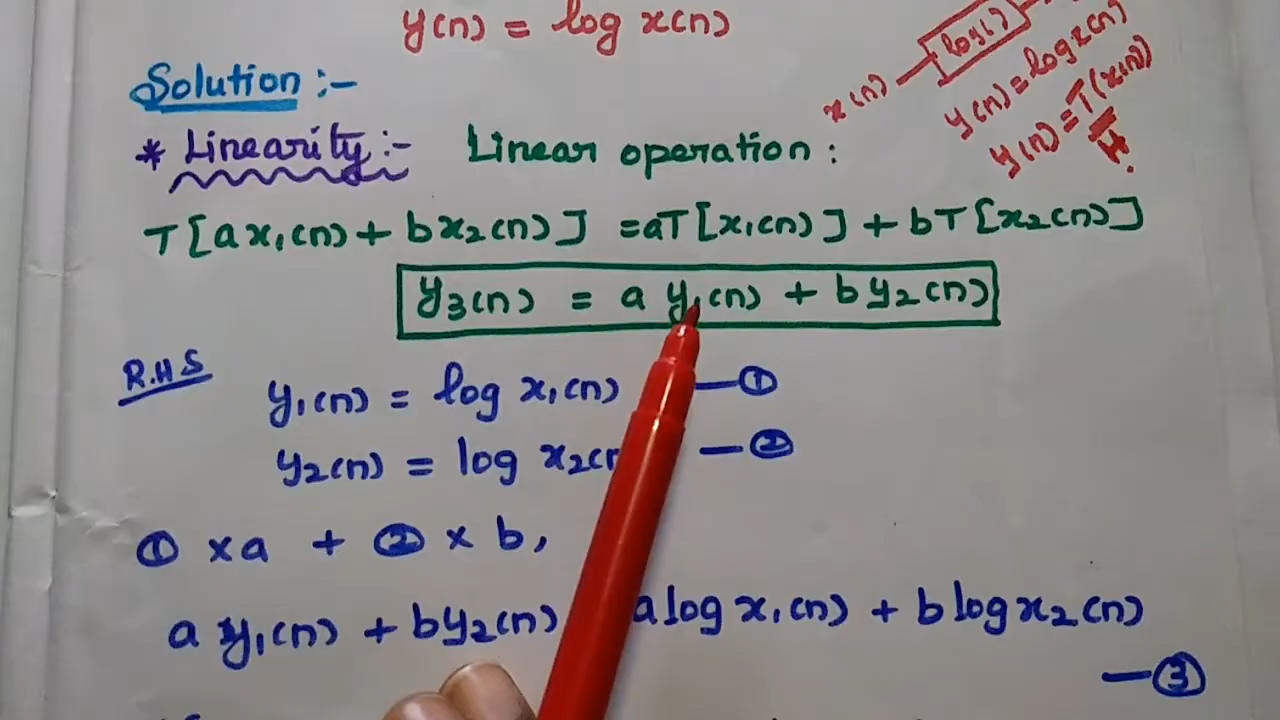 y(n) = log x(n)
x(n) log( )
y(n) = log x(n)
y(n) = T(x(n))
H
Solution :-
* Linearity :- Linear operation :
T[ax₁(n) + bx₂(n)] = aT[x₁(n)] + bT[x₂(n)]
y₃(n) = a y₁(n) + b y₂(n)
R.H.S
y₁(n) = log x₁(n) — ①
y₂(n) = log x₂(n — ②
① x a + ② x b,
a y₁(n) + b y₂(n) a log x₁(n) + b log x₂(n)
— ③